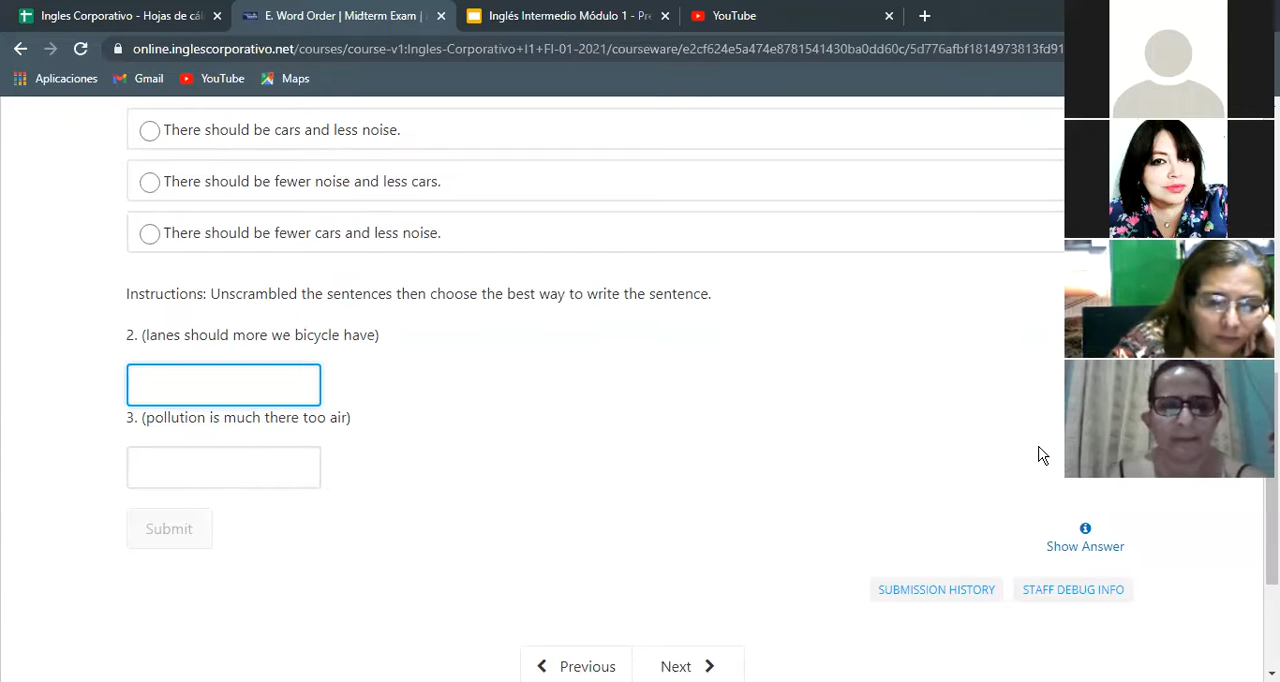 Ingles Corporativo - Hojas de cál
E. Word Order | Midterm Exam |
Inglés Intermedio Módulo 1 - Pre
YouTube
online.inglescorporativo.net/courses/course-v1:Ingles-Corporativo+I1+FI-01-2021/courseware/e2cf624e5a474e8781541430ba0dd60c/5d776afbf1814973813fd91
Aplicaciones
Gmail
YouTube
Maps
There should be cars and less noise.
There should be fewer noise and less cars.
There should be fewer cars and less noise.
Instructions: Unscrambled the sentences then choose the best way to write the sentence.
2. (lanes should more we bicycle have)
3. (pollution is much there too air)
Submit
Show Answer
SUBMISSION HISTORY
STAFF DEBUG INFO
Previous
Next